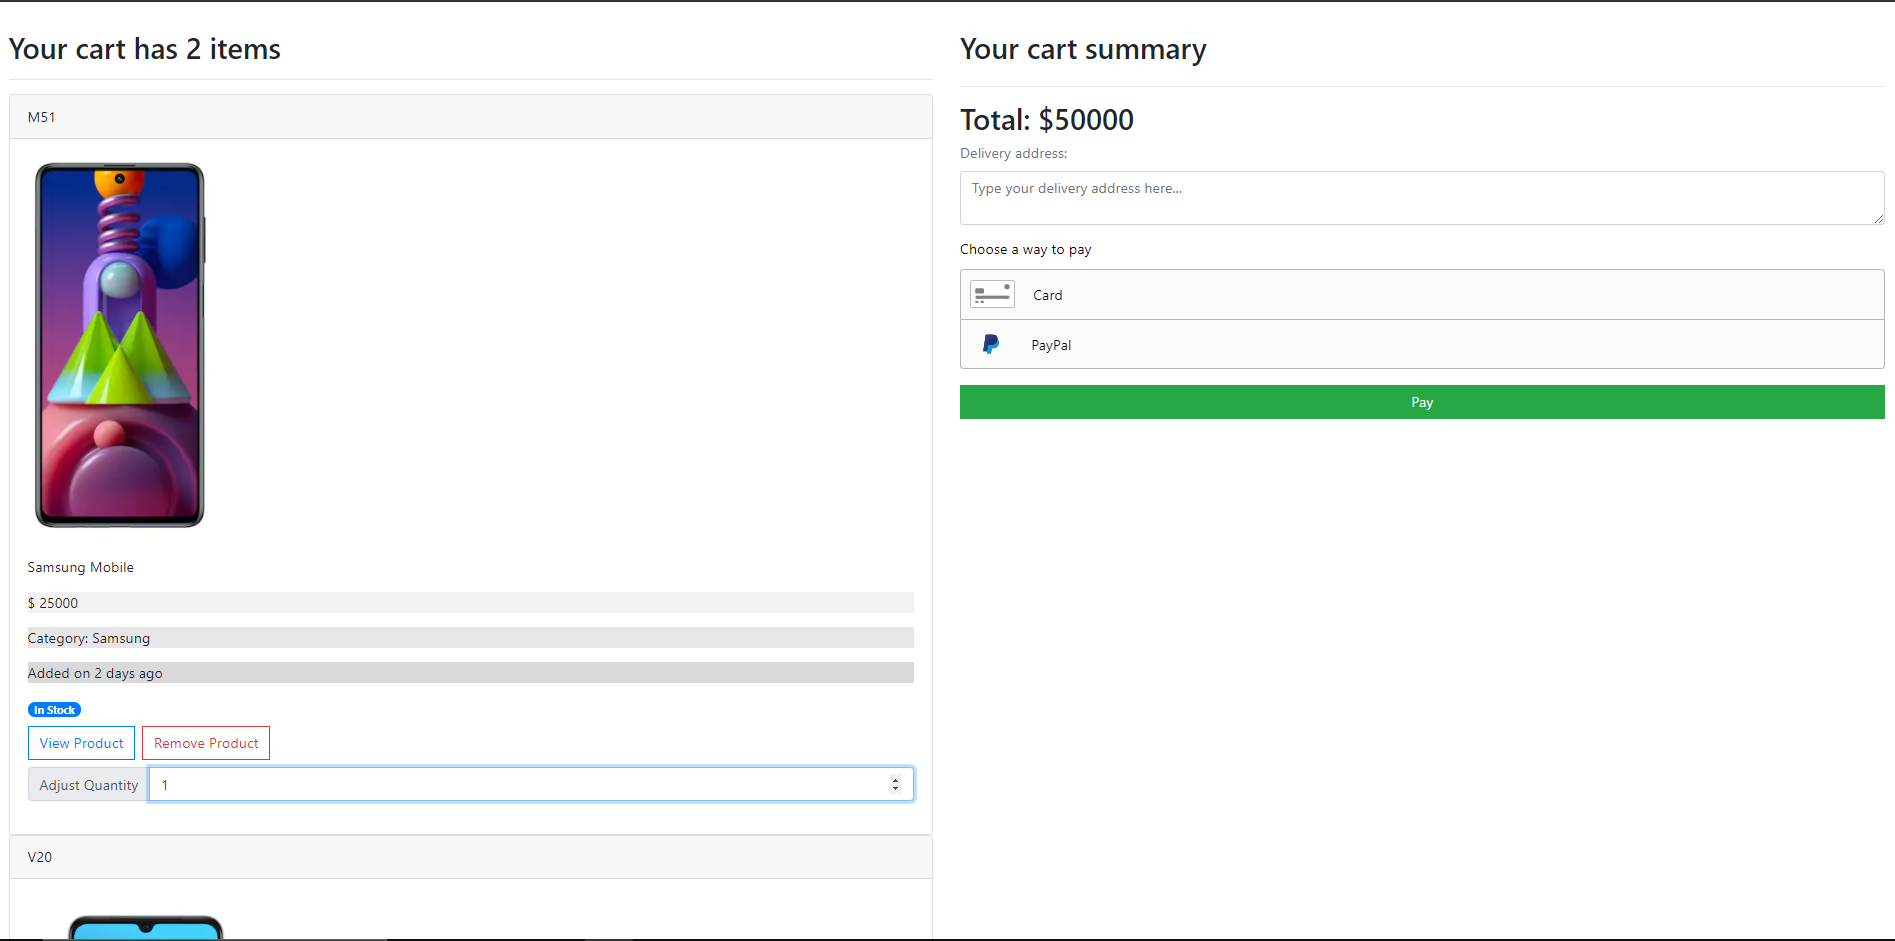 Your cart has 2 items
M51
Samsung Mobile
$ 25000
Category: Samsung
Added on 2 days ago
In Stock
View Product Remove Product
Adjust Quantity 1
V20
Your cart summary
Total: $50000
Delivery address:
Type your delivery address here...
Choose a way to pay
Card
PayPal
Pay